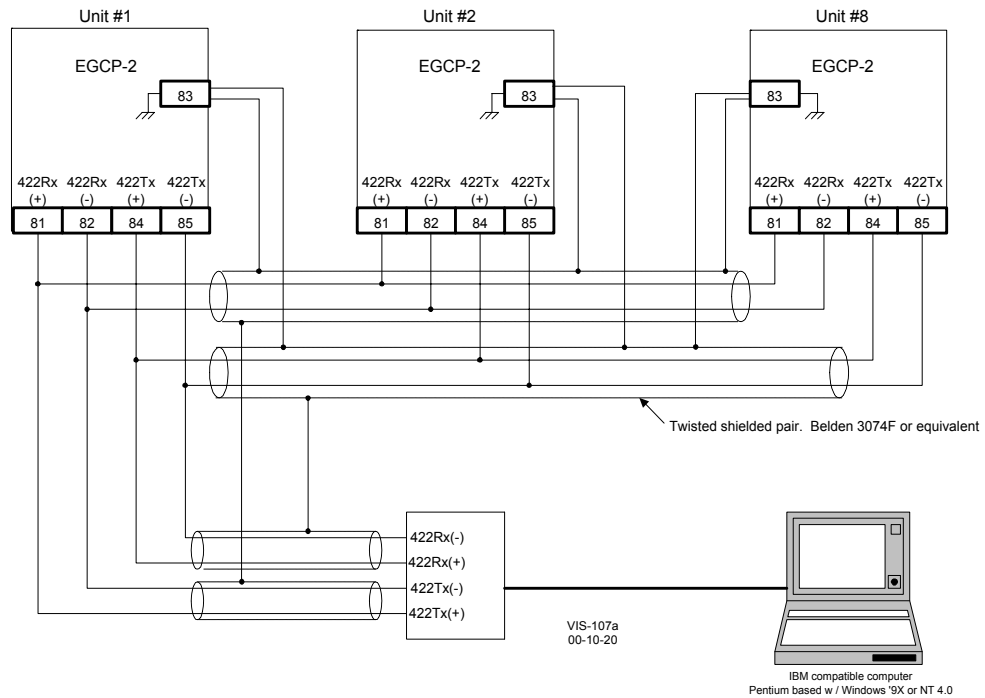 Unit #1
Unit #2
Unit #8
EGCP-2
EGCP-2
EGCP-2
83
83
83
422Rx 422Rx 422Tx 422Tx
(+) (-) (+) (-)
81 82 84 85
422Rx 422Rx 422Tx 422Tx
(+) (-) (+) (-)
81 82 84 85
422Rx 422Rx 422Tx 422Tx
(+) (-) (+) (-)
81 82 84 85
Twisted shielded pair. Belden 3074F or equivalent
422Rx(-)
422Rx(+)
422Tx(-)
422Tx(+)
VIS-107a
00-10-20
IBM compatible computer
Pentium based w / Windows '9X or NT 4.0